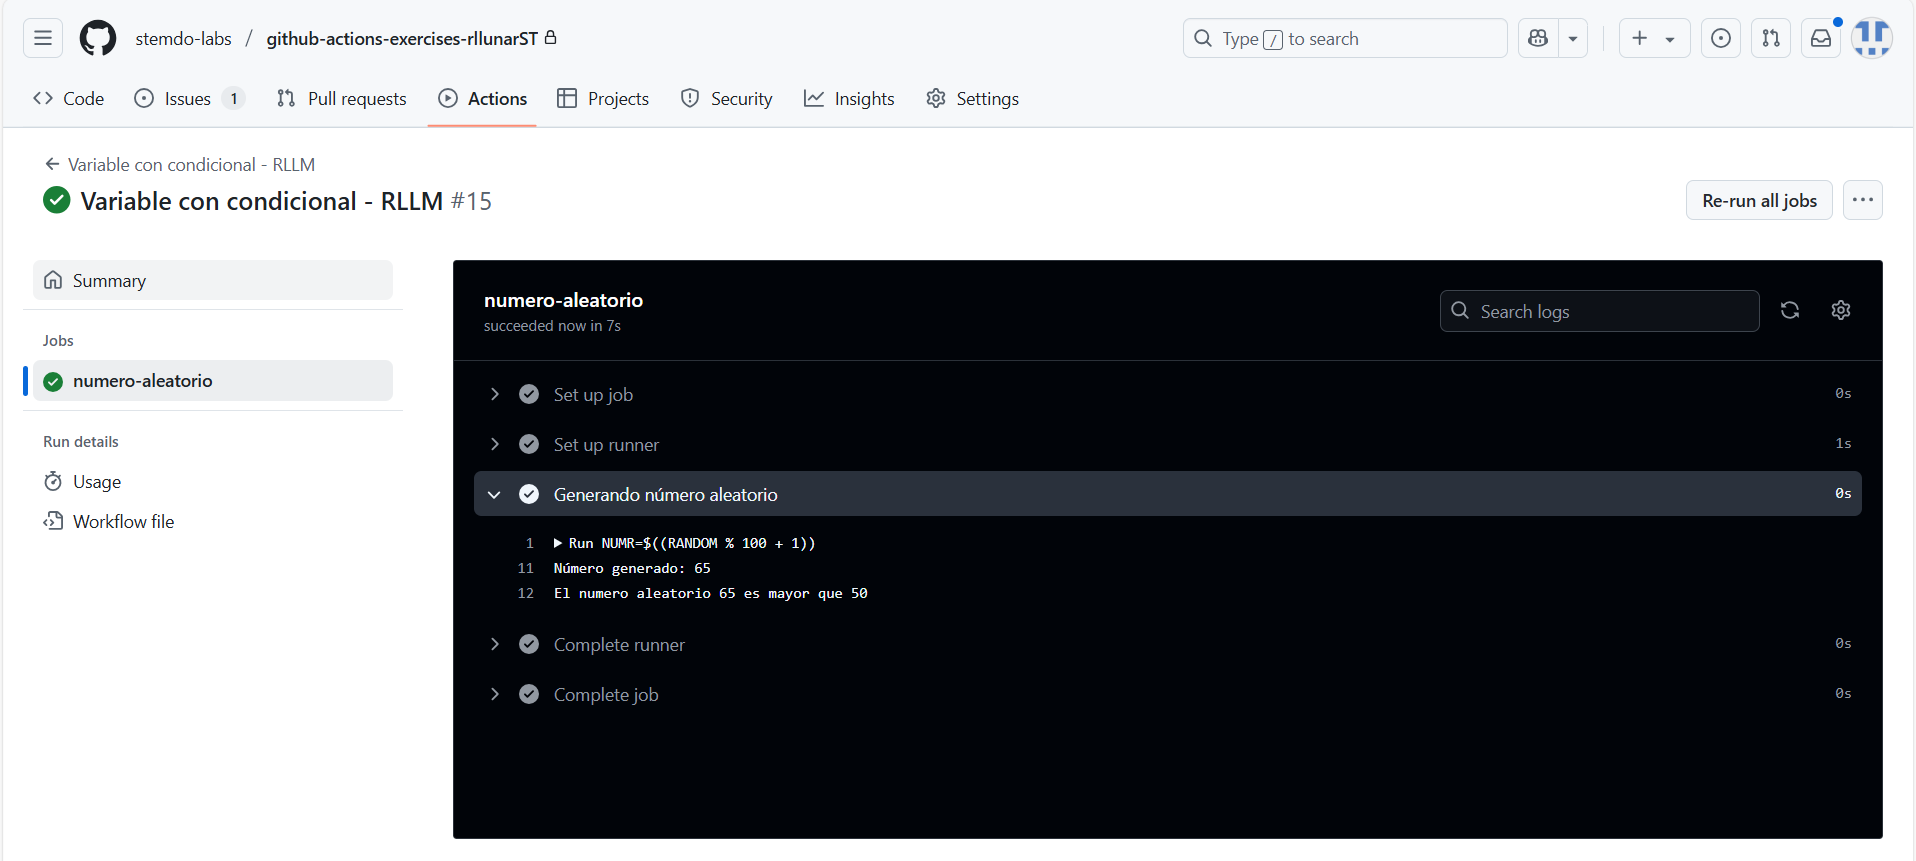 stemdo-labs / github-actions-exercises-rllunarST
Type / to search
Code
Issues 1
Pull requests
Actions
Projects
Security
Insights
Settings
Variable con condicional - RLLM
Variable con condicional - RLLM #15
Re-run all jobs
Summary
Jobs
numero-aleatorio
Run details
Usage
Workflow file
numero-aleatorio
succeeded now in 7s
Search logs
Set up job 0s
Set up runner 1s
Generando número aleatorio 0s
1 Run NUMR=$((RANDOM % 100 + 1))
11 Número generado: 65
12 El numero aleatorio 65 es mayor que 50
Complete runner 0s
Complete job 0s